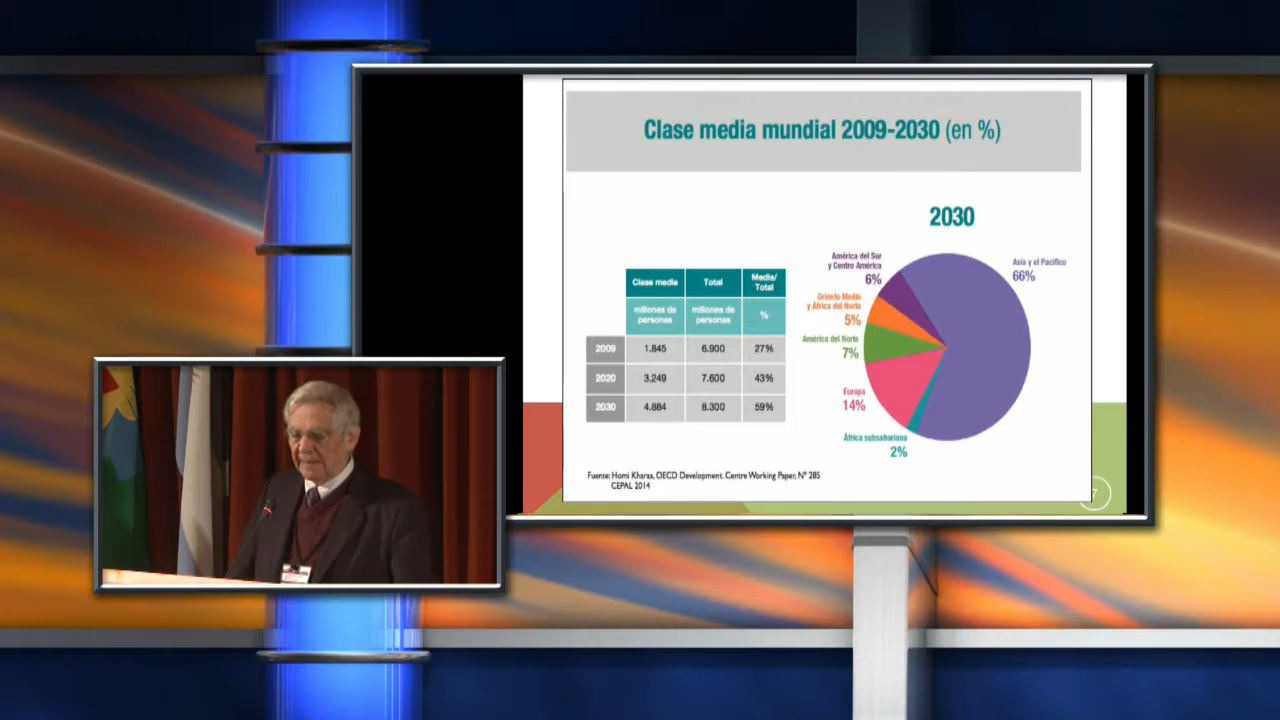 Clase media mundial 2009-2030 (en %)
2030
Clase media Total Media/
Total
millones de
personas
millones de
personas
%
2009 1.845 6.900 27%
2020 3.249 7.600 43%
2030 4.884 8.300 59%
América del Sur
y Centro América
6%
Oriente Medio
y África del Norte
5%
América del Norte
7%
Europa
14%
África subsahariana
2%
Asia y el Pacífico
66%
Fuente: Homi Kharas, OECD Development. Centre Working Paper, Nº 285
CEPAL 2014
7